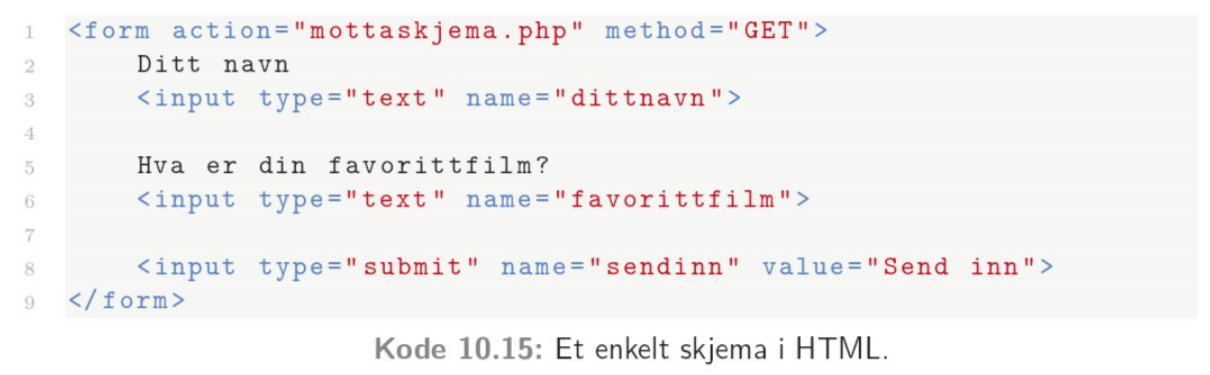 1 <form action="mottaskjema.php" method="GET">
2     Ditt navn
3     <input type="text" name="dittnavn">
4
5     Hva er din favorittfilm?
6     <input type="text" name="favorittfilm">
7
8     <input type="submit" name="sendinn" value="Send inn">
9 </form>
Kode 10.15: Et enkelt skjema i HTML.